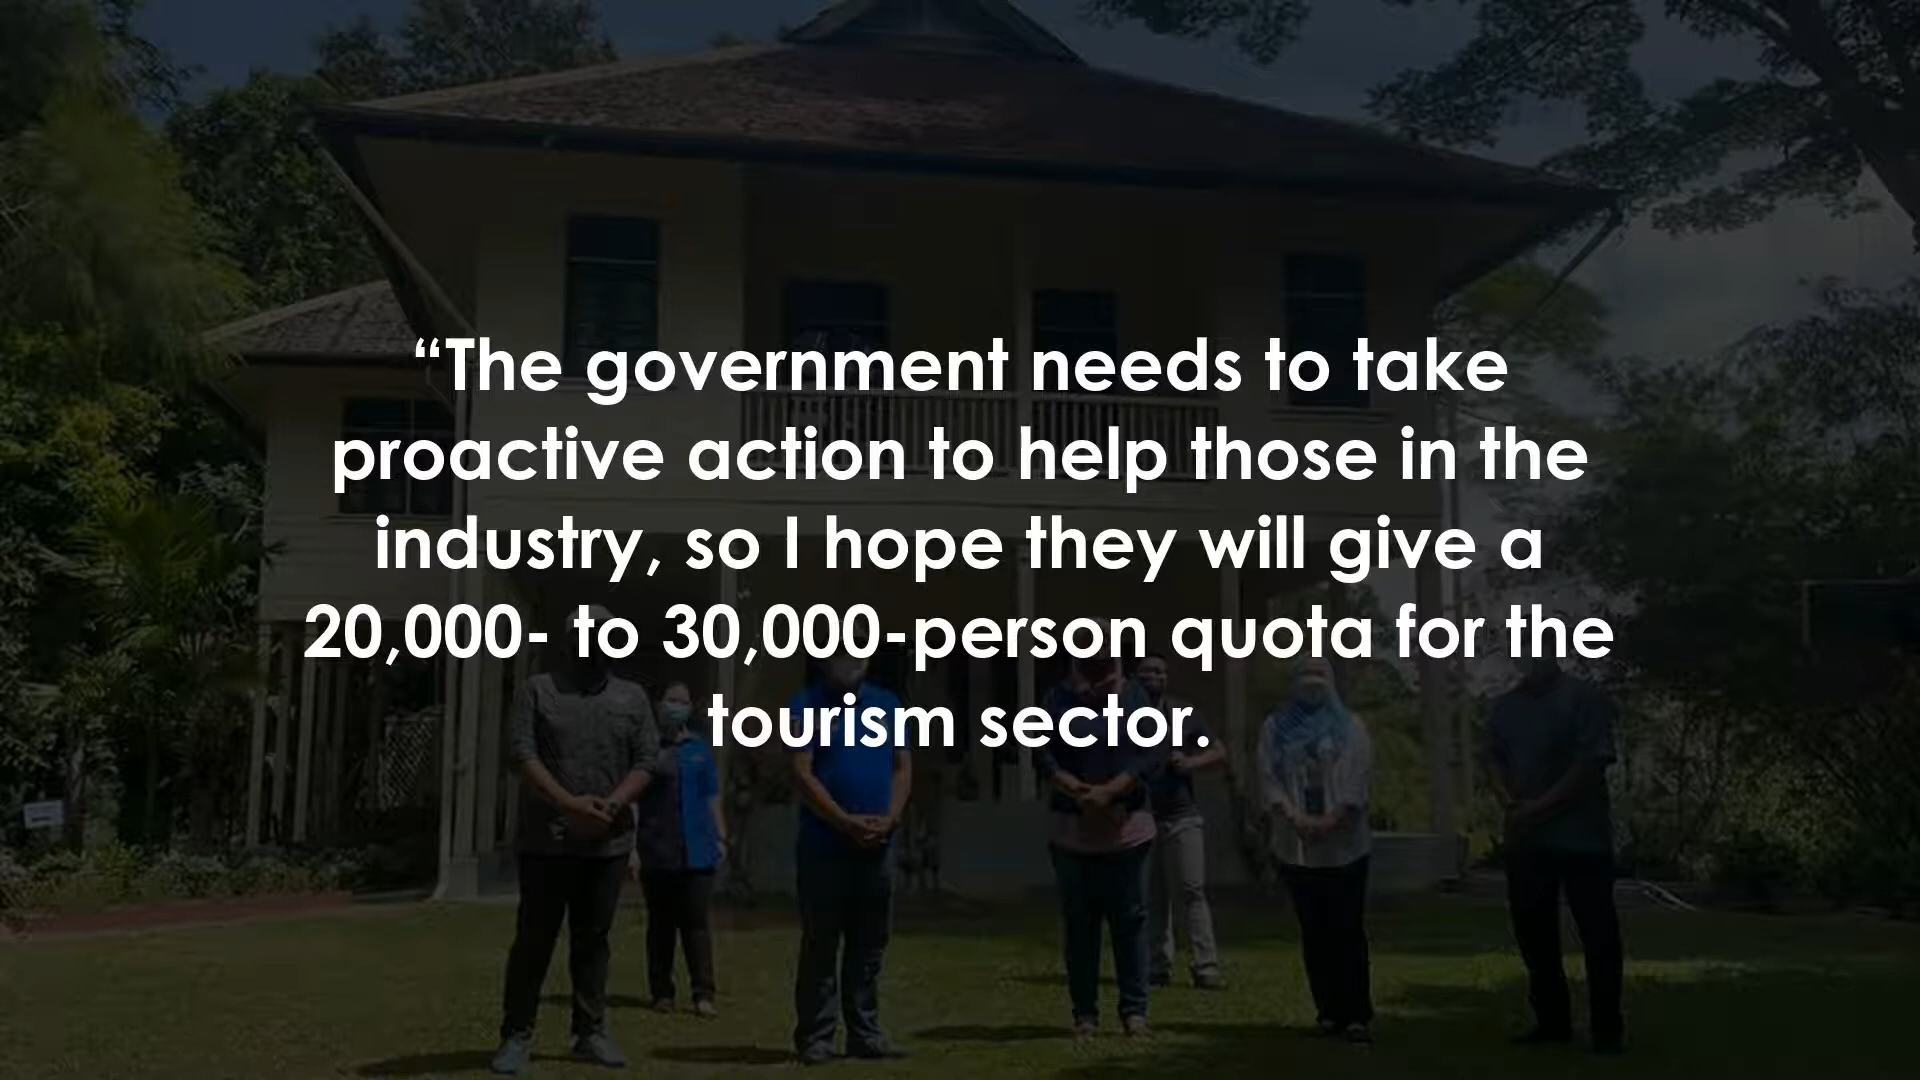 “The government needs to take
proactive action to help those in the
industry, so I hope they will give a
20,000- to 30,000-person quota for the
tourism sector.